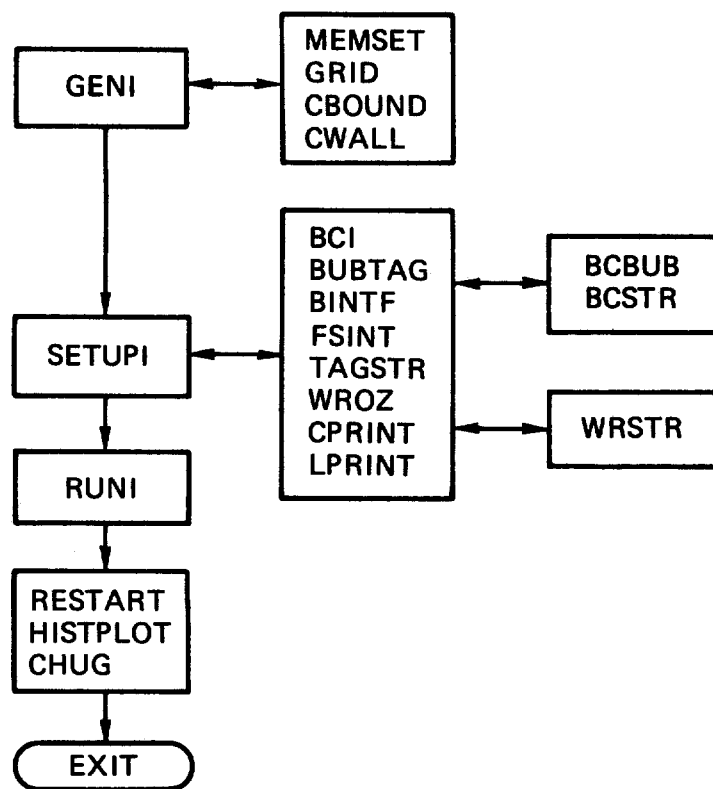 GENI
MEMSET
GRID
CBOUND
CWALL
SETUPI
BCI
BUBTAG
BINTF
FSINT
TAGSTR
WROZ
CPRINT
LPRINT
BCBUB
BCSTR
WRSTR
RUNI
RESTART
HISTPLOT
CHUG
EXIT